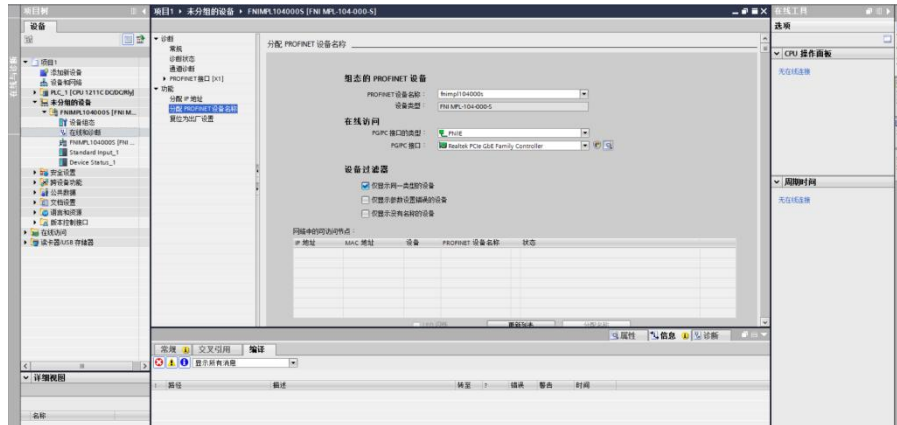 项目树
项目1 ▸ 未分组的设备 ▸ FNIMPL104000S [FNI MPL-104-000-S]
在线工具
设备
选项
项目1
添加新设备
设备和网络
PLC_1 [CPU 1211C DC/DC/Rly]
未分组的设备
FNIMPL104000S [FNI M...
设备组态
在线和诊断
FNIMPL104000S [FNI ...
Standard Input_1
Device Status_1
安全设置
跨设备功能
公共数据
文档设置
语言和资源
版本控制接口
在线访问
读卡器/USB 存储器
详细视图
名称
诊断
常规
诊断状态
通道诊断
PROFINET 接口 [X1]
功能
分配 IP 地址
分配 PROFINET 设备名称
复位为出厂设置
分配 PROFINET 设备名称
组态的 PROFINET 设备
PROFINET 设备名称：
fnimpl104000s
设备类型：
FNI MPL-104-000-S
在线访问
PG/PC 接口的类型：
PN/IE
PG/PC 接口：
Realtek PCIe GbE Family Controller
设备过滤器
仅显示同一类型的设备
仅显示参数设置错误的设备
仅显示没有名称的设备
网络中的可访问节点：
IP 地址 MAC 地址 设备 PROFINET 设备名称 状态
更新列表
属性 信息 诊断
常规 交叉引用 编译
显示所有消息
! 路径 描述 转至 ? 错误 警告 时间
CPU 操作面板
无在线连接
周期时间
无在线连接